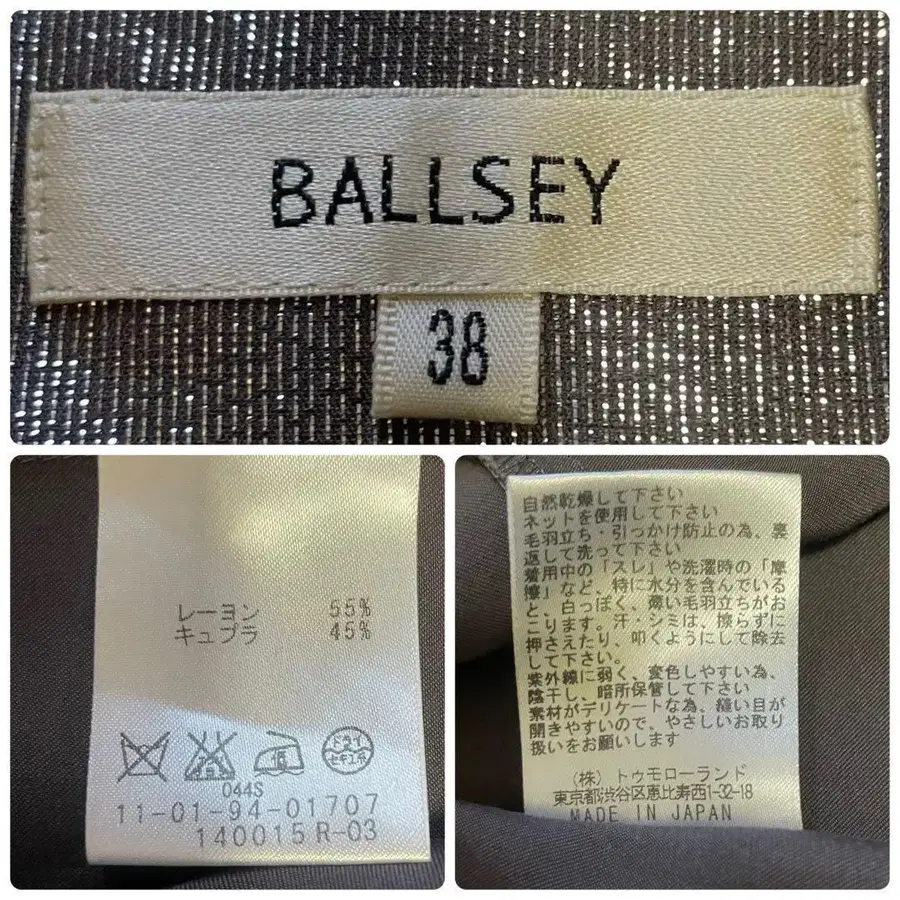 BALLSEY
38
レーヨン 55%
キュプラ 45%
ドライ
セキユ系
044S
11-01-94-01707
140015 R-03
自然乾燥して下さい
ネットを使用して下さい
毛羽立ち・引っかけ防止の為、裏
返して洗って下さい
着用中の「スレ」や洗濯時の「摩
擦」など、特に水分を含んでいる
と、白っぽく、薄い毛羽立ちがお
こります。汗・シミは、擦らずに
押さえたり、叩くようにして除去
して下さい。
紫外線に弱く、変色しやすい為、
陰干し、暗所保管して下さい
素材がデリケートな為、縫い目が
開きやすいので、やさしいお取り
扱いをお願いします
(株) トゥモローランド
東京都渋谷区恵比寿西1-32-18
MADE IN JAPAN